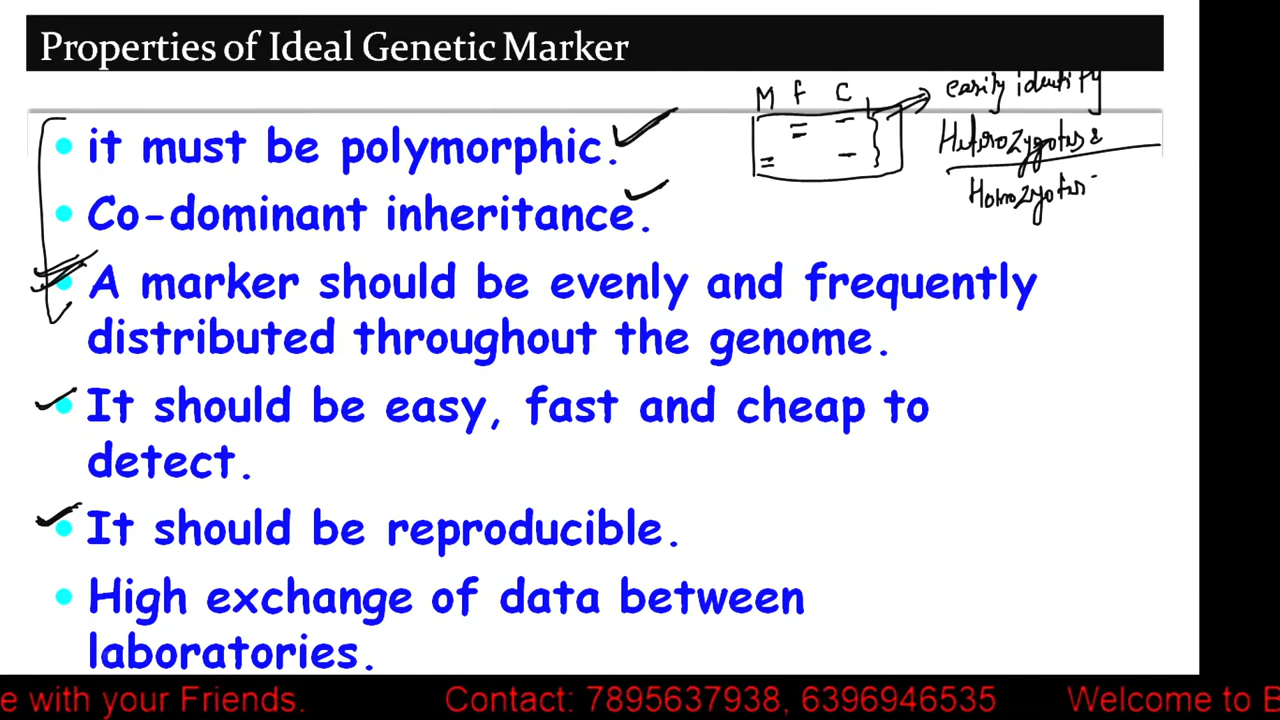 Properties of Ideal Genetic Marker
M f C
easily identify
Heterozygotes &
Homozygotes
• it must be polymorphic.
• Co-dominant inheritance.
• A marker should be evenly and frequently
distributed throughout the genome.
• It should be easy, fast and cheap to
detect.
• It should be reproducible.
• High exchange of data between
laboratories.
e with your Friends. Contact: 7895637938, 6396946535 Welcome to B